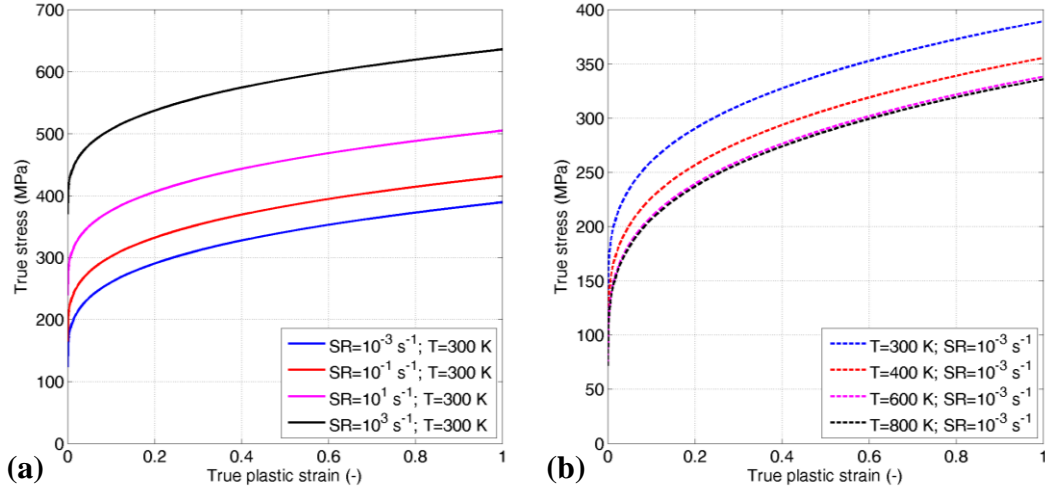 700
600
500
400
300
200
100
0
True stress (MPa)
SR=10⁻³ s⁻¹; T=300 K
SR=10⁻¹ s⁻¹; T=300 K
SR=10¹ s⁻¹; T=300 K
SR=10³ s⁻¹; T=300 K
0 0.2 0.4 0.6 0.8 1
True plastic strain (-)
(a)
400
350
300
250
200
150
100
50
0
True stress (MPa)
T=300 K; SR=10⁻³ s⁻¹
T=400 K; SR=10⁻³ s⁻¹
T=600 K; SR=10⁻³ s⁻¹
T=800 K; SR=10⁻³ s⁻¹
0 0.2 0.4 0.6 0.8 1
True plastic strain (-)
(b)